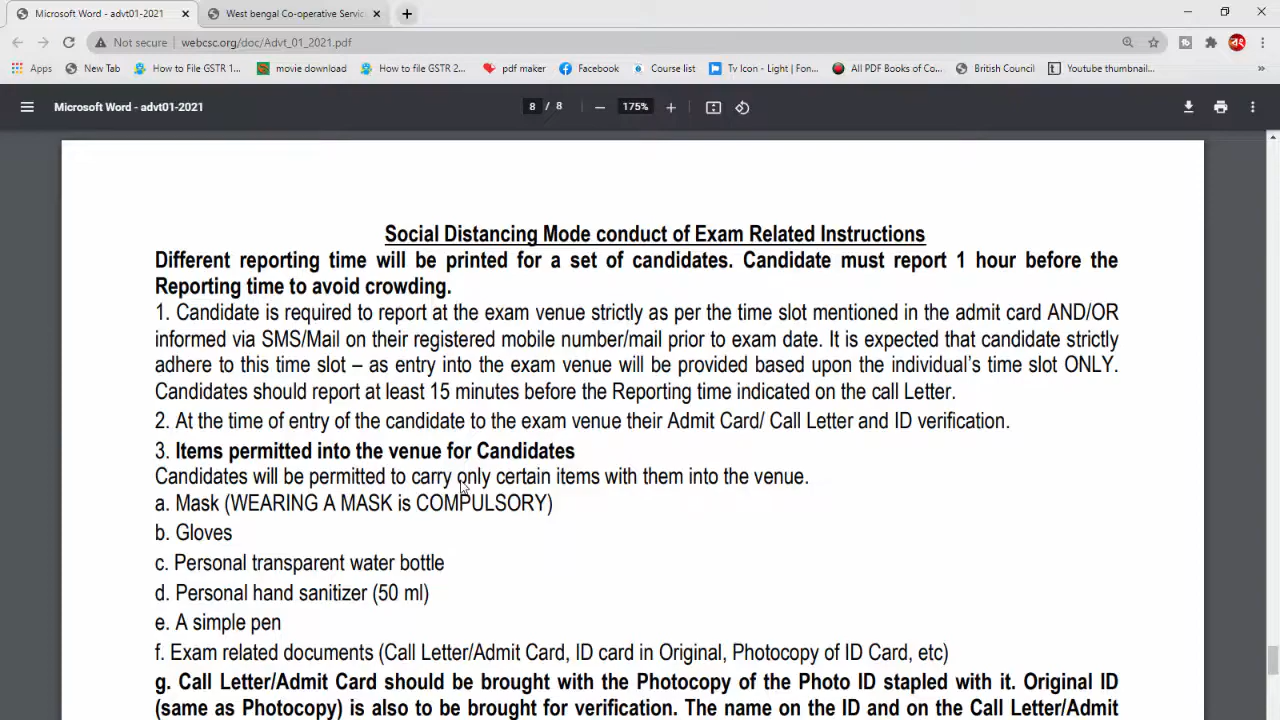 Microsoft Word - advt01-2021
West bengal Co-operative Servic
Not secure | webcsc.org/doc/Advt_01_2021.pdf
Apps New Tab How to File GSTR 1... movie download How to file GSTR 2... pdf maker Facebook Course list Tv Icon - Light | Fon... All PDF Books of Co... British Council Youtube thumbnail... »
Microsoft Word - advt01-2021 8 / 8 175%
Social Distancing Mode conduct of Exam Related Instructions
Different reporting time will be printed for a set of candidates. Candidate must report 1 hour before the
Reporting time to avoid crowding.
1. Candidate is required to report at the exam venue strictly as per the time slot mentioned in the admit card AND/OR
informed via SMS/Mail on their registered mobile number/mail prior to exam date. It is expected that candidate strictly
adhere to this time slot – as entry into the exam venue will be provided based upon the individual's time slot ONLY.
Candidates should report at least 15 minutes before the Reporting time indicated on the call Letter.
2. At the time of entry of the candidate to the exam venue their Admit Card/ Call Letter and ID verification.
3. Items permitted into the venue for Candidates
Candidates will be permitted to carry only certain items with them into the venue.
a. Mask (WEARING A MASK is COMPULSORY)
b. Gloves
c. Personal transparent water bottle
d. Personal hand sanitizer (50 ml)
e. A simple pen
f. Exam related documents (Call Letter/Admit Card, ID card in Original, Photocopy of ID Card, etc)
g. Call Letter/Admit Card should be brought with the Photocopy of the Photo ID stapled with it. Original ID
(same as Photocopy) is also to be brought for verification. The name on the ID and on the Call Letter/Admit